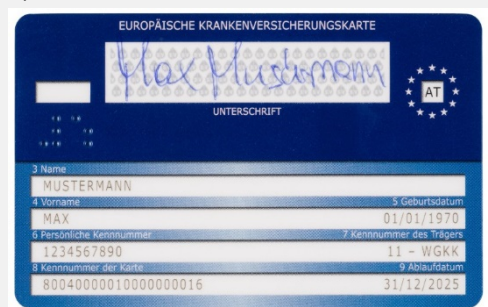 EUROPÄISCHE KRANKENVERSICHERUNGSKARTE
Max Mustermann
AT
UNTERSCHRIFT
3 Name
MUSTERMANN
4 Vorname 5 Geburtsdatum
MAX 01/01/1970
6 Persönliche Kennnummer 7 Kennnummer des Trägers
1234567890 11 - WGKK
8 Kennnummer der Karte 9 Ablaufdatum
80040000010000000016 31/12/2025